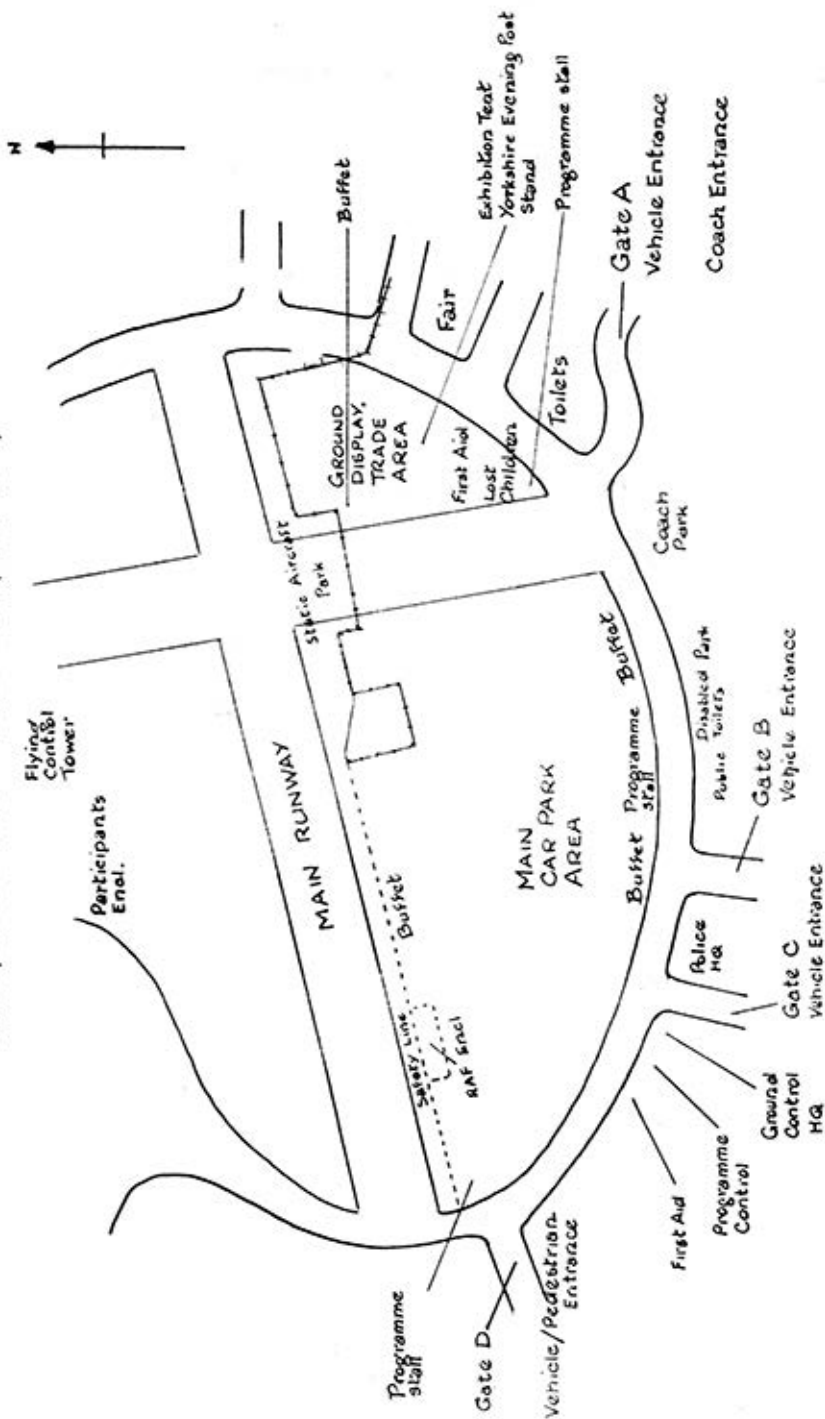 N
Flying
Control
Tower
Participants
Encl.
MAIN RUNWAY
Static Aircraft
Park
Buffet
GROUND
DISPLAY,
TRADE
AREA
Exhibition Tent
Yorkshire Evening Post
Stand
Programme stall
Fair
First Aid
Lost
Children
Toilets
Gate A
Vehicle Entrance
Coach Entrance
Coach
Park
Safety Line
RAF Encl
Buffet
MAIN
CAR PARK
AREA
Buffet
Programme
stall
Buffet
Disabled Park
Public Toilets
Gate B
Vehicle Entrance
Police
HQ
Gate C
Vehicle Entrance
Ground
Control
HQ
Programme
Control
First Aid
Programme
stall
Gate D
Vehicle/Pedestrian
Entrance